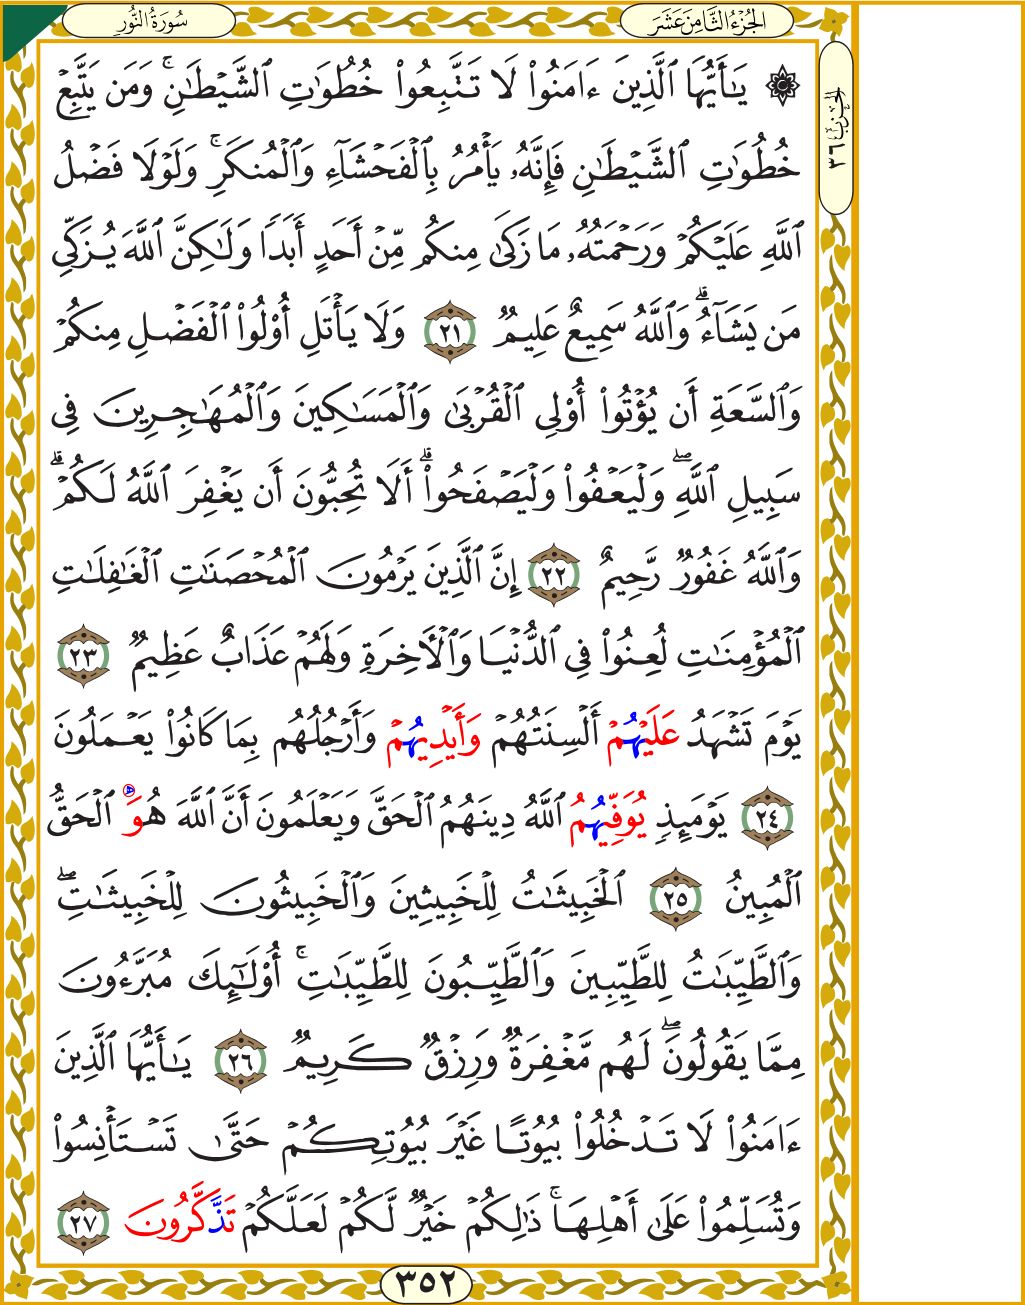 سُورَةُ النُّورِ
الجُزْءُ الثَّامِنَ عَشَرَ
الحزب ٣٦
۞ يَٰٓأَيُّهَا ٱلَّذِينَ ءَامَنُواْ لَا تَتَّبِعُواْ خُطُوَٰتِ ٱلشَّيْطَٰنِۚ وَمَن يَتَّبِعْ
خُطُوَٰتِ ٱلشَّيْطَٰنِ فَإِنَّهُۥ يَأْمُرُ بِٱلْفَحْشَآءِ وَٱلْمُنكَرِۚ وَلَوْلَا فَضْلُ
ٱللَّهِ عَلَيْكُمْ وَرَحْمَتُهُۥ مَا زَكَىٰ مِنكُم مِّنْ أَحَدٍ أَبَدًا وَلَٰكِنَّ ٱللَّهَ يُزَكِّى
مَن يَشَآءُۗ وَٱللَّهُ سَمِيعٌ عَلِيمٌ ٢١ وَلَا يَأْتَلِ أُوْلُواْ ٱلْفَضْلِ مِنكُمْ
وَٱلسَّعَةِ أَن يُؤْتُوٓاْ أُوْلِى ٱلْقُرْبَىٰ وَٱلْمَسَٰكِينَ وَٱلْمُهَٰجِرِينَ فِى
سَبِيلِ ٱللَّهِۖ وَلْيَعْفُواْ وَلْيَصْفَحُوٓاْۗ أَلَا تُحِبُّونَ أَن يَغْفِرَ ٱللَّهُ لَكُمْۗ
وَٱللَّهُ غَفُورٌ رَّحِيمٌ ٢٢ إِنَّ ٱلَّذِينَ يَرْمُونَ ٱلْمُحْصَنَٰتِ ٱلْغَٰفِلَٰتِ
ٱلْمُؤْمِنَٰتِ لُعِنُواْ فِى ٱلدُّنْيَا وَٱلْأَخِرَةِ وَلَهُمْ عَذَابٌ عَظِيمٌ ٢٣
يَوْمَ تَشْهَدُ عَلَيْهُمْ أَلْسِنَتُهُمْ وَأَيْدِيهُمْ وَأَرْجُلُهُم بِمَا كَانُواْ يَعْمَلُونَ
٢٤ يَوْمَئِذٍ يُوَفِّيهُمُ ٱللَّهُ دِينَهُمُ ٱلْحَقَّ وَيَعْلَمُونَ أَنَّ ٱللَّهَ هُوَ ٱلْحَقُّ
ٱلْمُبِينُ ٢٥ ٱلْخَبِيثَٰتُ لِلْخَبِيثِينَ وَٱلْخَبِيثُونَ لِلْخَبِيثَٰتِۖ
وَٱلطَّيِّبَٰتُ لِلطَّيِّبِينَ وَٱلطَّيِّبُونَ لِلطَّيِّبَٰتِۚ أُوْلَٰٓئِكَ مُبَرَّءُونَ
مِمَّا يَقُولُونَۖ لَهُم مَّغْفِرَةٌ وَرِزْقٌ كَرِيمٌ ٢٦ يَٰٓأَيُّهَا ٱلَّذِينَ
ءَامَنُواْ لَا تَدْخُلُواْ بُيُوتًا غَيْرَ بُيُوتِكُمْ حَتَّىٰ تَسْتَأْنِسُواْ
وَتُسَلِّمُواْ عَلَىٰٓ أَهْلِهَاۚ ذَٰلِكُمْ خَيْرٌ لَّكُمْ لَعَلَّكُمْ تَذَّكَّرُونَ ٢٧
٣٥٢